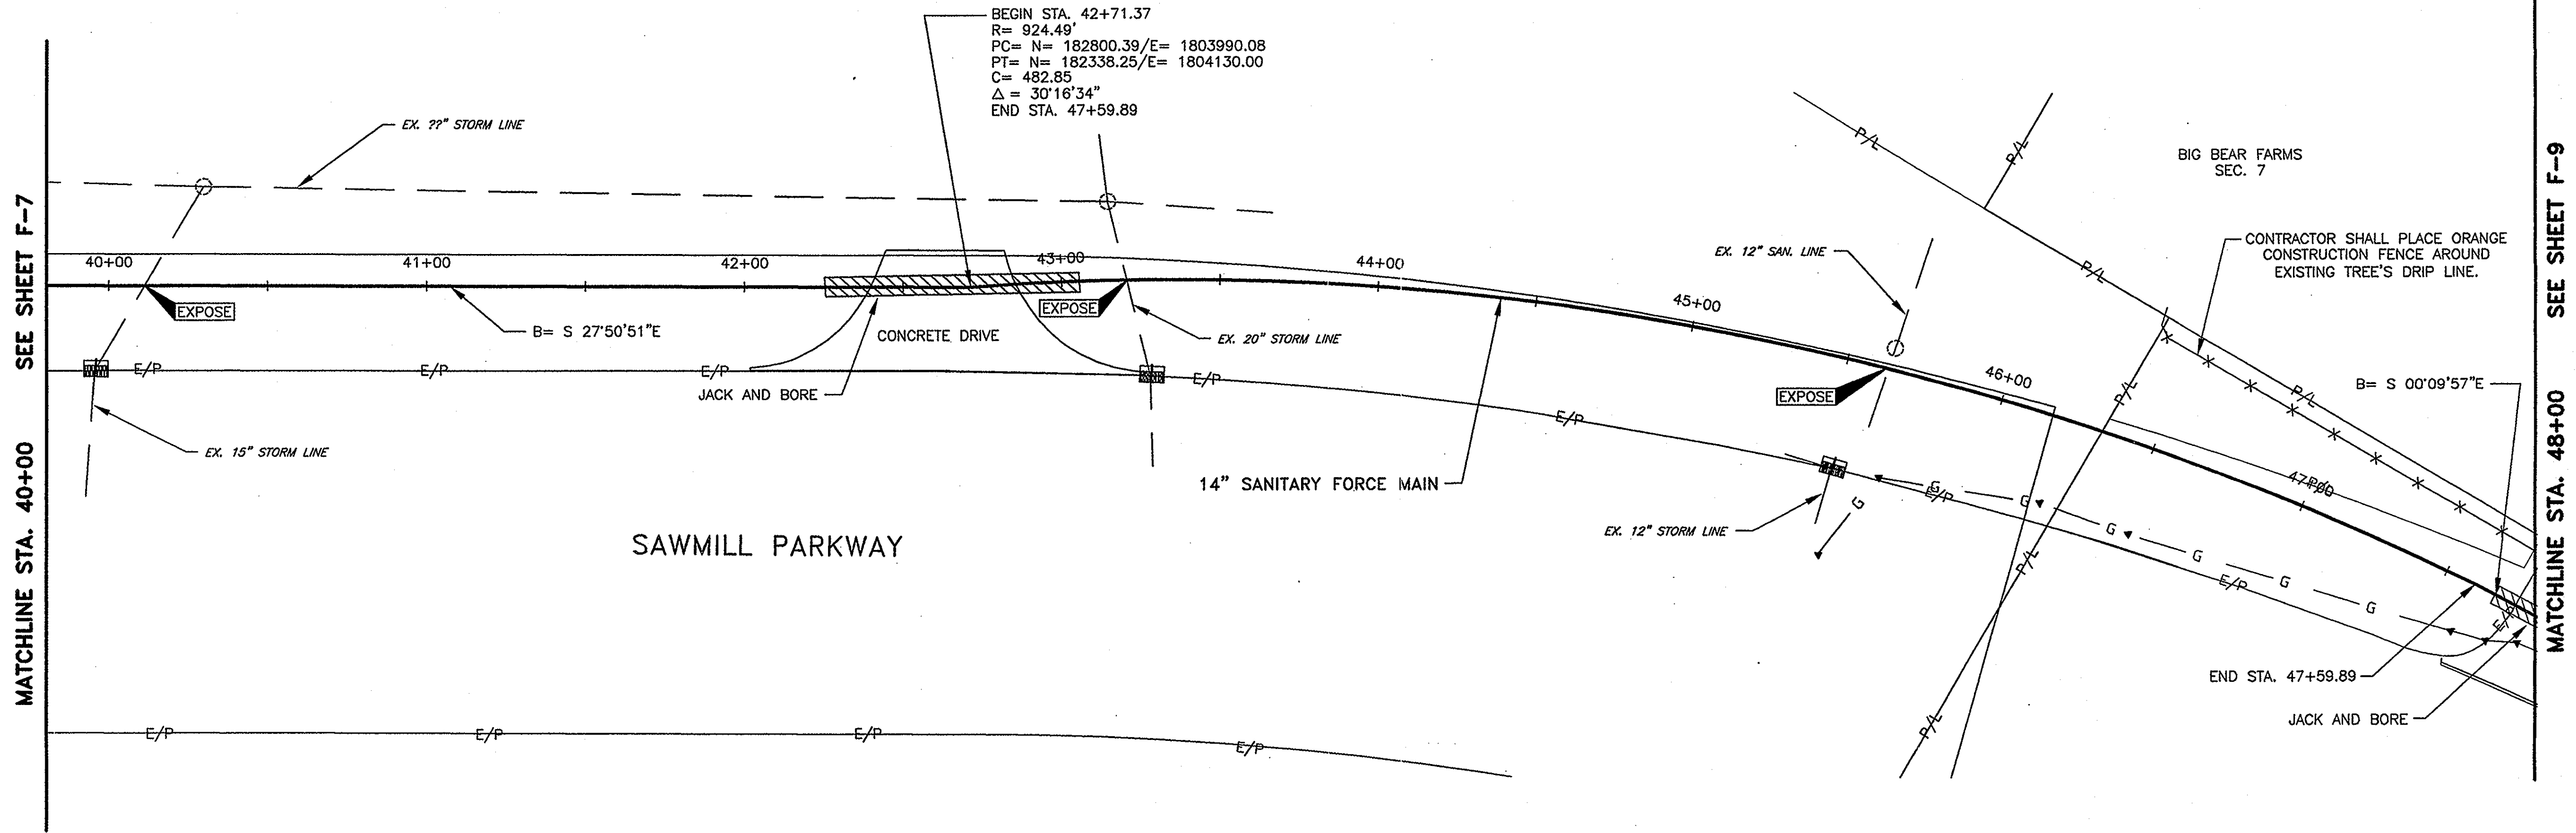 BEGIN STA. 42+71.37
R= 924.49'
PC= N= 182800.39/E= 1803990.08
PT= N= 182338.25/E= 1804130.00
C= 482.85
Δ = 30°16'34"
END STA. 47+59.89
EX. ??" STORM LINE
P/L
P/L
BIG BEAR FARMS
SEC. 7
MATCHLINE STA. 40+00 SEE SHEET F-7
MATCHLINE STA. 48+00 SEE SHEET F-9
40+00
41+00
42+00
43+00
44+00
45+00
46+00
EX. 12" SAN. LINE
CONTRACTOR SHALL PLACE ORANGE
CONSTRUCTION FENCE AROUND
EXISTING TREE'S DRIP LINE.
P/L
EXPOSE
EXPOSE
EXPOSE
B= S 27°50'51"E
CONCRETE DRIVE
EX. 20" STORM LINE
E/P
E/P
E/P
E/P
E/P
JACK AND BORE
P/L
P/L
B= S 00°09'57"E
EX. 15" STORM LINE
14" SANITARY FORCE MAIN
EX. 12" STORM LINE
G
G
E/P
G
G
G
G
G
E/P
P/L
SAWMILL PARKWAY
END STA. 47+59.89
JACK AND BORE
P/L
E/P
E/P
E/P
E/P